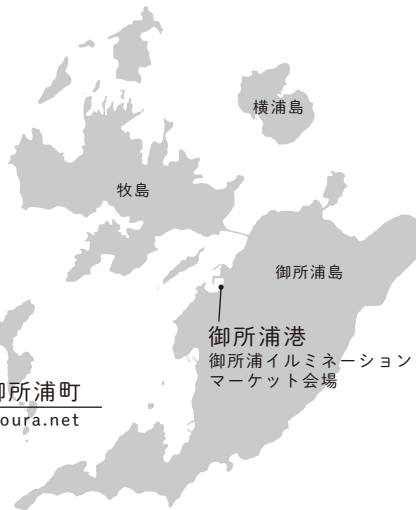 横浦島
牧島
御所浦島
御所浦港
御所浦イルミネーション
マーケット会場
御所浦町
oura.net